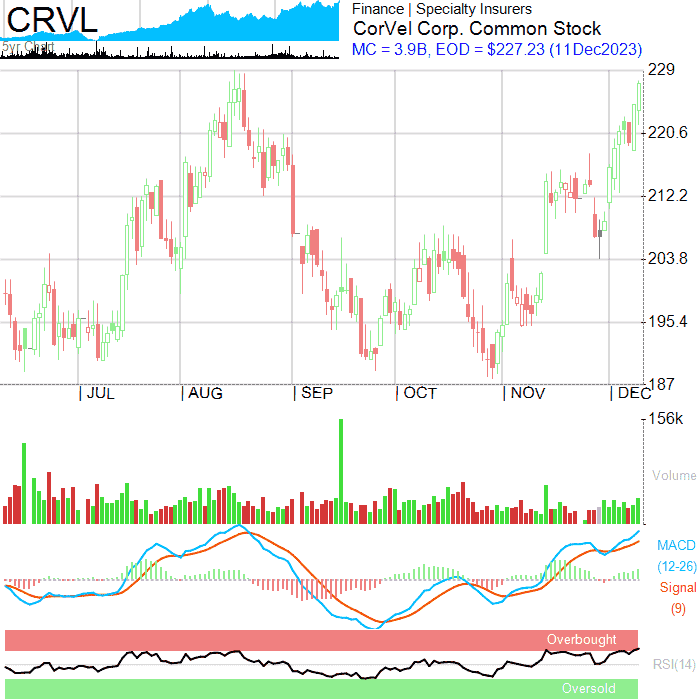 CRVL
5yr Chart
Finance | Specialty Insurers
CorVel Corp. Common Stock
MC = 3.9B, EOD = $227.23 (11Dec2023)
229
220.6
212.2
203.8
195.4
187
JUL AUG SEP OCT NOV DEC
156k
Volume
MACD
(12-26)
Signal
(9)
Overbought
RSI(14)
Oversold